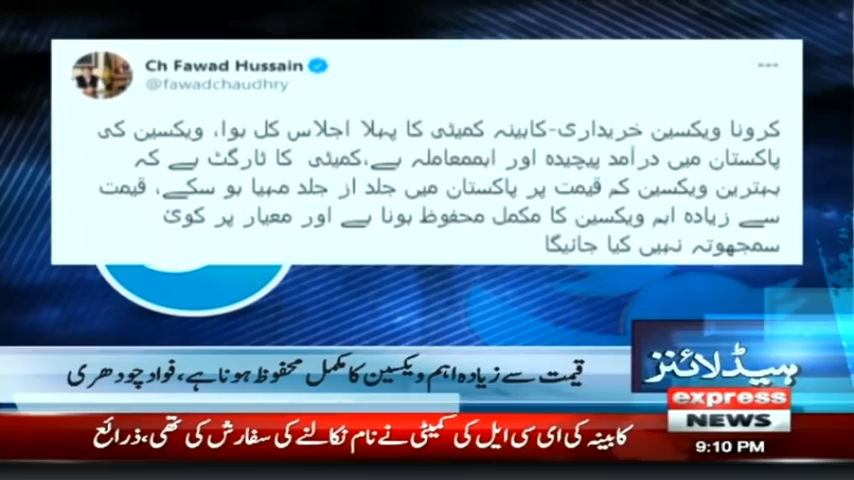 Ch Fawad Hussain
@fawadchaudhry
کرونا ویکسین خریداری-کابینہ کمیٹی کا پہلا اجلاس کل ہوا، ویکسین کی
پاکستان میں درآمد پیچیدہ اور اہممعاملہ ہے،کمیٹی کا ٹارگٹ ہے کہ
بہترین ویکسین کم قیمت پر پاکستان میں جلد از جلد مہیا ہو سکے، قیمت
سے زیادہ اہم ویکسین کا مکمل محفوظ ہونا ہے اور معیار پر کوئ
سمجھوتہ نہیں کیا جائیگا
قیمت سے زیادہ اہم ویکسین کا مکمل محفوظ ہونا ہے، فواد چودھری
ہیڈلائنز
express
NEWS
9:10 PM
کابینہ کی ای سی ایل کی کمیٹی نے نام نکالنے کی سفارش کی تھی، ذرائع